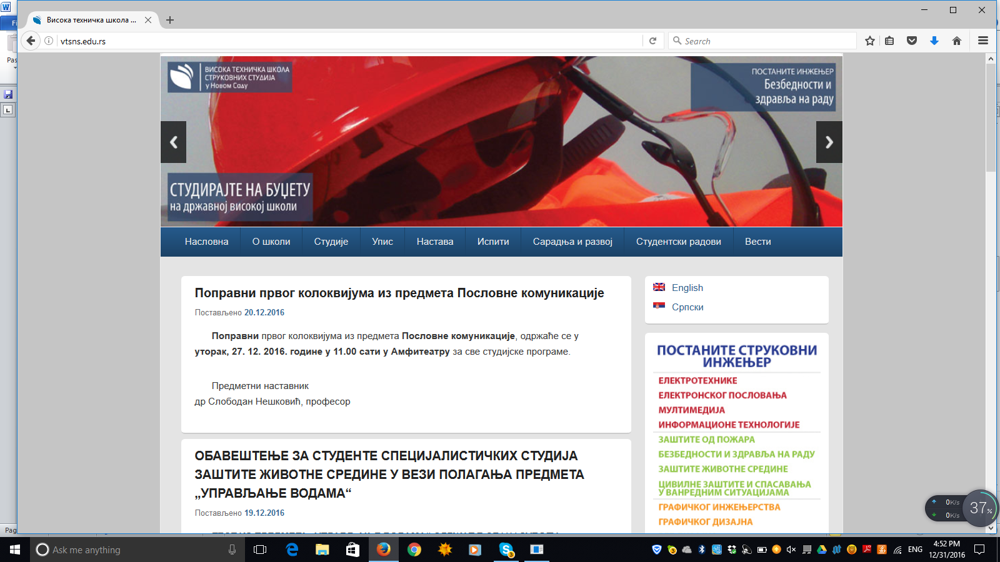 Fi
Висока техничка школа ...
vtsns.edu.rs
Search
Pas
ВИСОКА ТЕХНИЧКА ШКОЛА
СТРУКОВНИХ СТУДИЈА
у Новом Саду
ПОСТАНИТЕ ИНЖЕЊЕР
Безбедности и
здравља на раду
СТУДИРАЈТЕ НА БУЏЕТУ
на државној високој школи
Насловна О школи Студије Упис Настава Испити Сарадња и развој Студентски радови Вести
Поправни првог колоквијума из предмета Пословне комуникације
Постављено 20.12.2016
Поправни првог колоквијума из предмета Пословне комуникације, одржаће се у
уторак, 27. 12. 2016. године у 11.00 сати у Амфитеатру за све студијске програме.
Предметни наставник
др Слободан Нешковић, професор
ОБАВЕШТЕЊЕ ЗА СТУДЕНТЕ СПЕЦИЈАЛИСТИЧКИХ СТУДИЈА
ЗАШТИТЕ ЖИВОТНЕ СРЕДИНЕ У ВЕЗИ ПОЛАГАЊА ПРЕДМЕТА
„УПРАВЉАЊЕ ВОДАМА“
Постављено 19.12.2016
English
Српски
ПОСТАНИТЕ СТРУКОВНИ
ИНЖЕЊЕР
ЕЛЕКТРОТЕХНИКЕ
ЕЛЕКТРОНСКОГ ПОСЛОВАЊА
МУЛТИМЕДИЈА
ИНФОРМАЦИОНЕ ТЕХНОЛОГИЈЕ
ЗАШТИТЕ ОД ПОЖАРА
БЕЗБЕДНОСТИ И ЗДРАВЉА НА РАДУ
ЗАШТИТЕ ЖИВОТНЕ СРЕДИНЕ
ЦИВИЛНЕ ЗАШТИТЕ И СПАСАВАЊА
У ВАНРЕДНИМ СИТУАЦИЈАМА
ГРАФИЧКОГ ИНЖЕЊЕРСТВА
ГРАФИЧКОГ ДИЗАЈНА
0K/s
0K/s
37%
Pag
Ask me anything
3
ENG
4:52 PM
12/31/2016